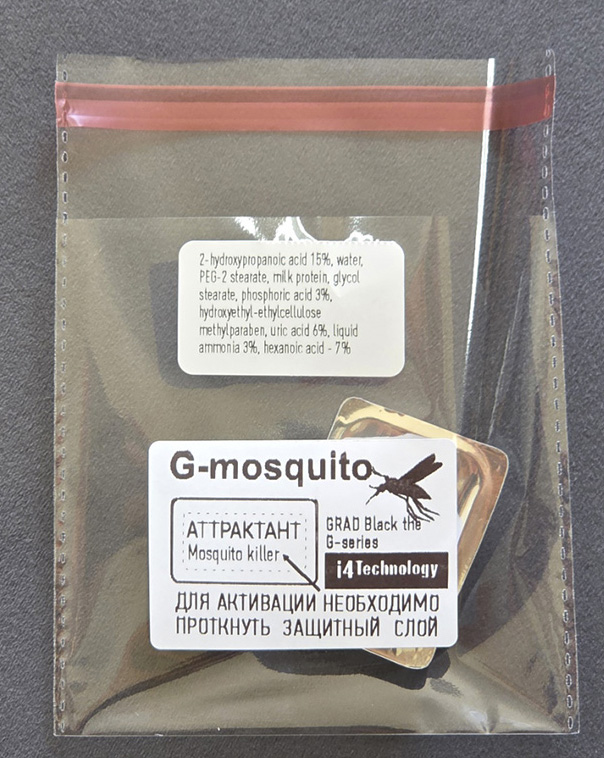 2-hydroxypropanoic acid 15%, water,
PEG-2 stearate, milk protein, glycol
stearate, phosphoric acid 3%,
hydroxyethyl-ethylcellulose
methylparaben, uric acid 6%, liquid
ammonia 3%, hexanoic acid - 7%
G-mosquito
АТТРАКТАНТ
Mosquito killer
GRAD Black the
G-series
i4Technology
ДЛЯ АКТИВАЦИИ НЕОБХОДИМО
ПРОТКНУТЬ ЗАЩИТНЫЙ СЛОЙ